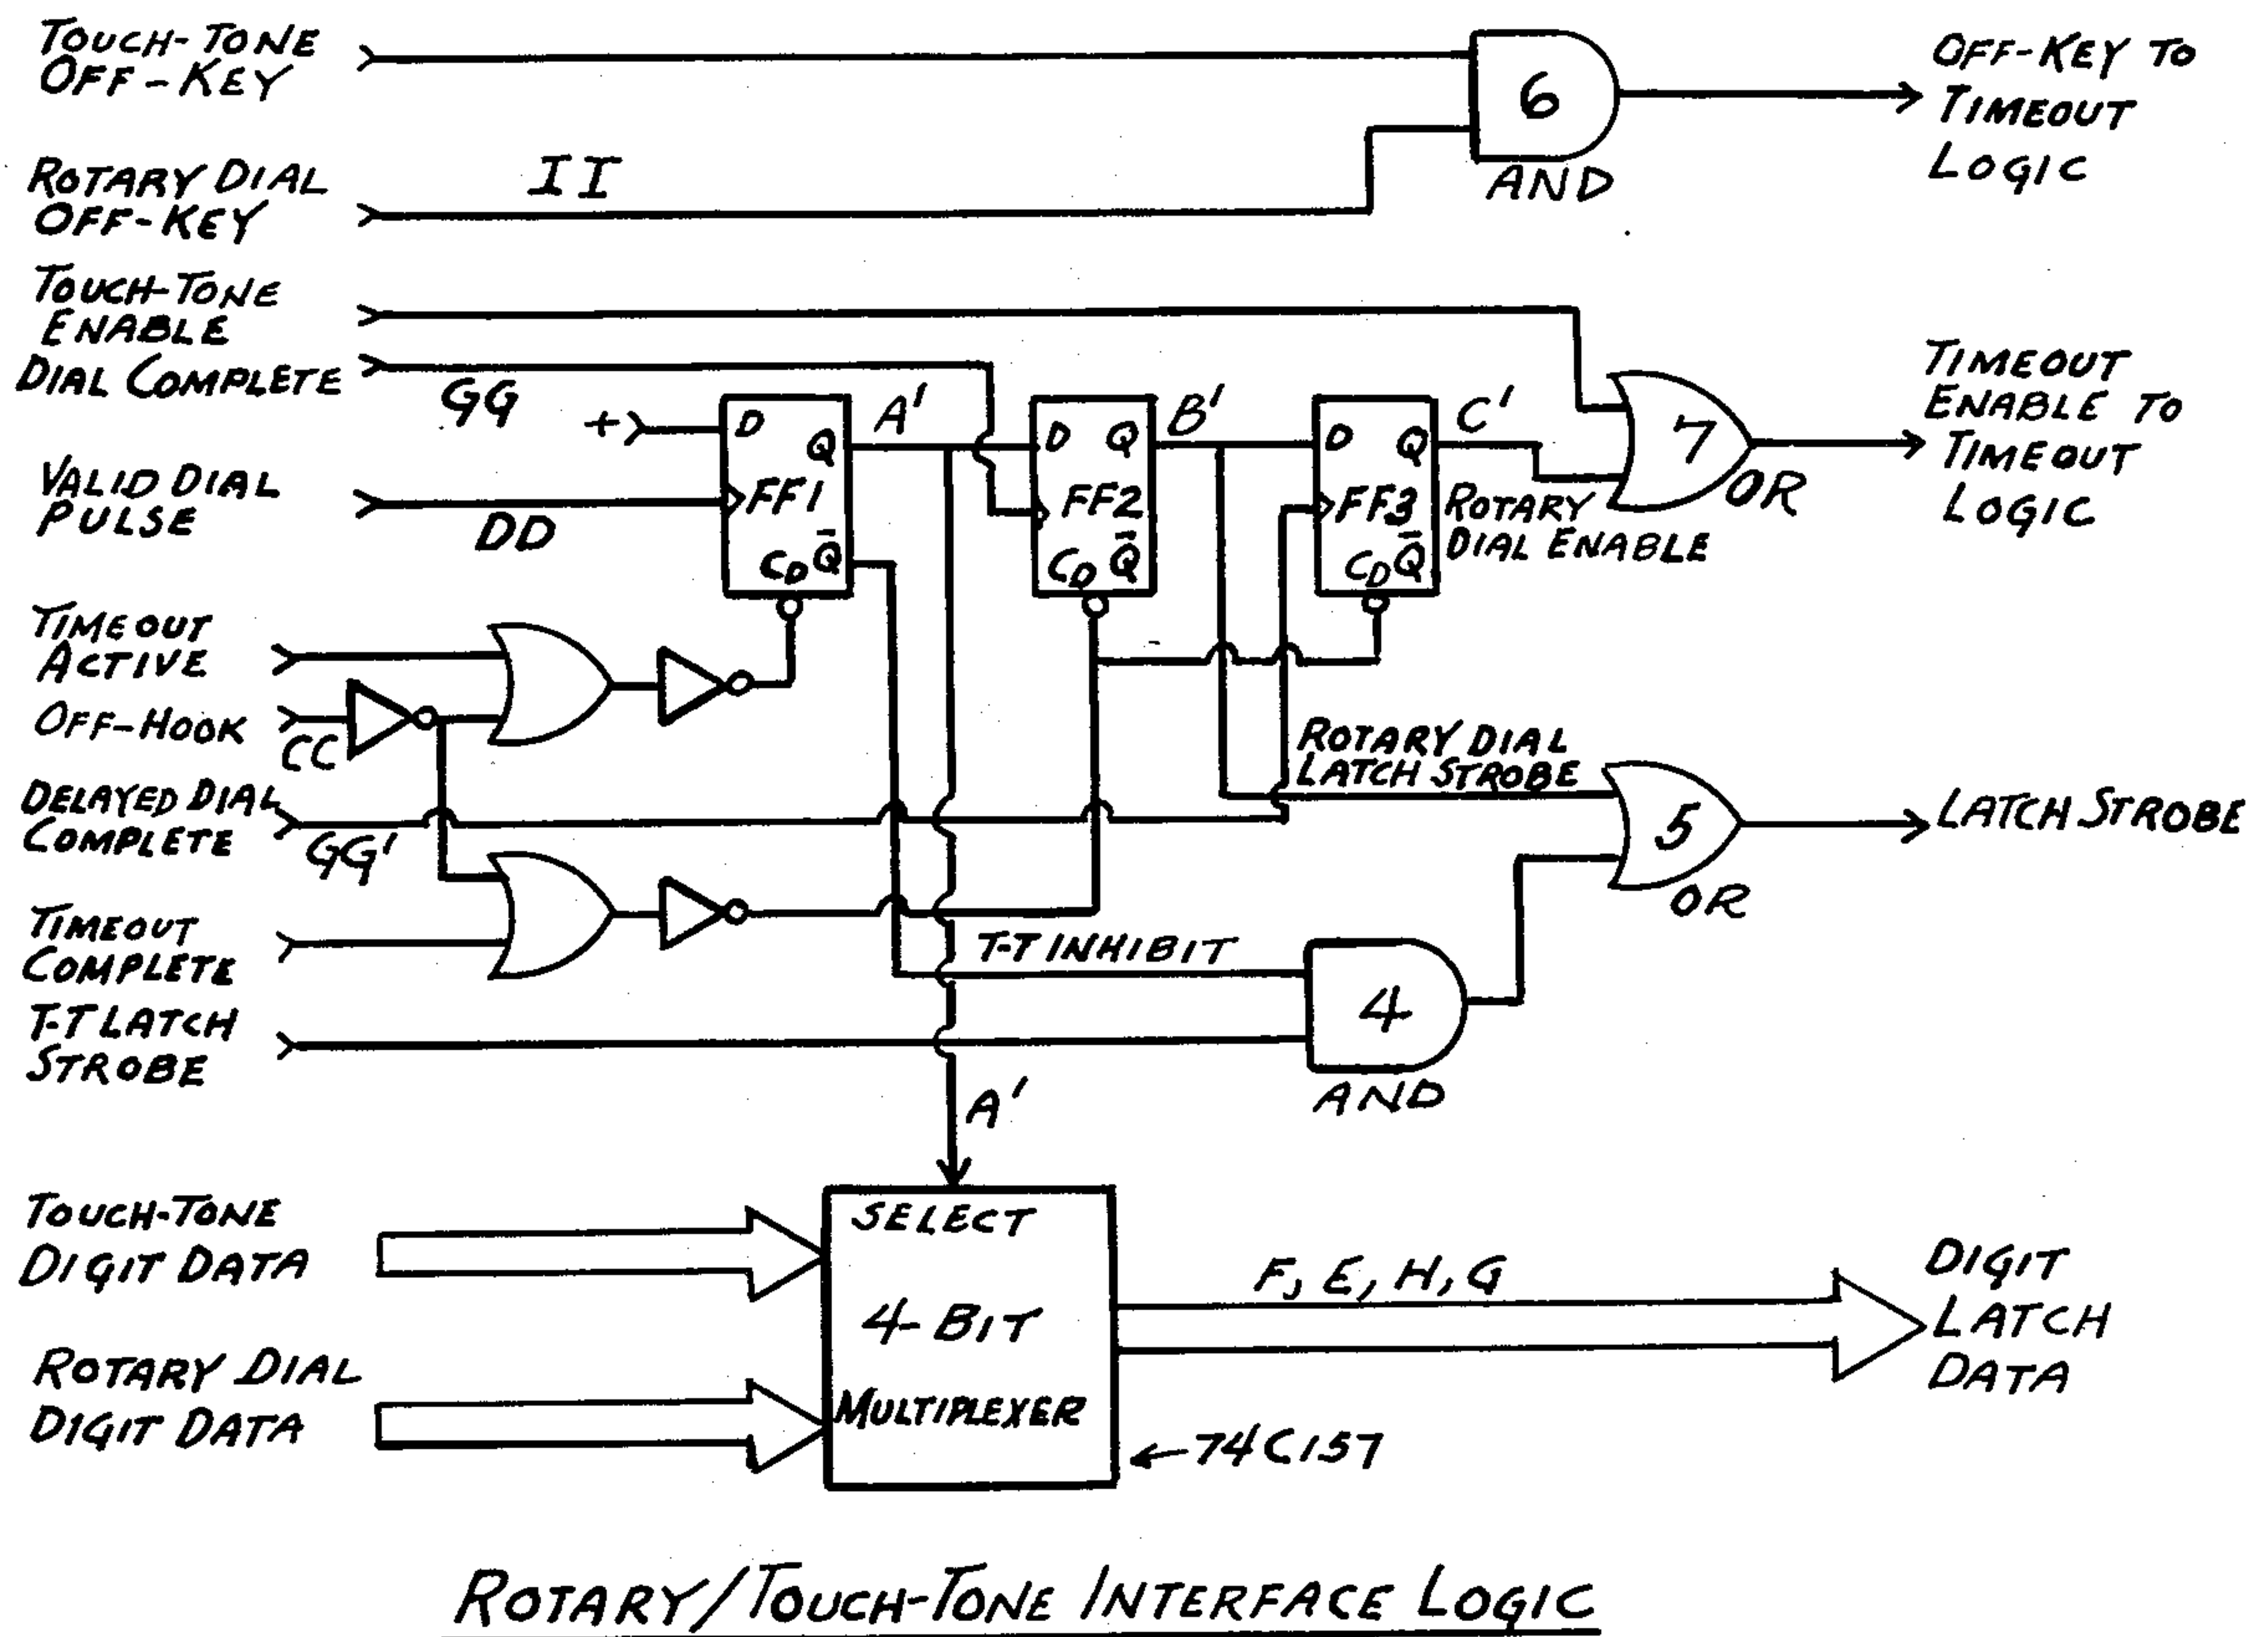 TOUCH-TONE
OFF-KEY
6
AND
OFF-KEY TO
TIMEOUT
LOGIC
ROTARY DIAL
OFF-KEY
II
TOUCH-TONE
ENABLE
DIAL COMPLETE
GG
+
D
Q
FF1
CD Q̄
A'
D Q
FF2
CD Q̄
B'
D Q
FF3
CD Q̄
C'
ROTARY
DIAL ENABLE
7
OR
TIMEOUT
ENABLE TO
TIMEOUT
LOGIC
VALID DIAL
PULSE
DD
TIMEOUT
ACTIVE
OFF-HOOK
CC
DELAYED DIAL
COMPLETE
GG'
ROTARY DIAL
LATCH STROBE
5
OR
LATCH STROBE
TIMEOUT
COMPLETE
T-T INHIBIT
T-T LATCH
STROBE
4
AND
A'
TOUCH-TONE
DIGIT DATA
SELECT
4-BIT
MULTIPLEXER
F, E, H, G
DIGIT
LATCH
DATA
ROTARY DIAL
DIGIT DATA
74C157
ROTARY/TOUCH-TONE INTERFACE LOGIC